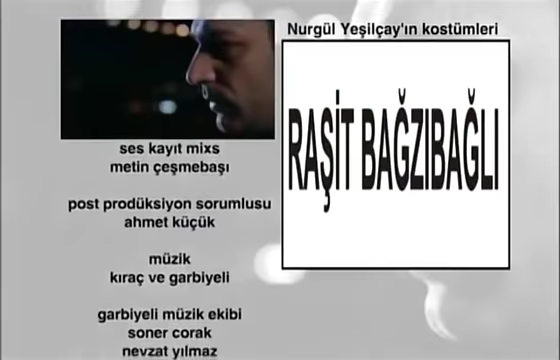 Nurgül Yeşilçay'ın kostümleri
RAŞİT BAĞZIBAĞLI
ses kayıt mixs
metin çeşmebaşı
post prodüksiyon sorumlusu
ahmet küçük
müzik
kıraç ve garbiyeli
garbiyeli müzik ekibi
soner corak
nevzat yılmaz